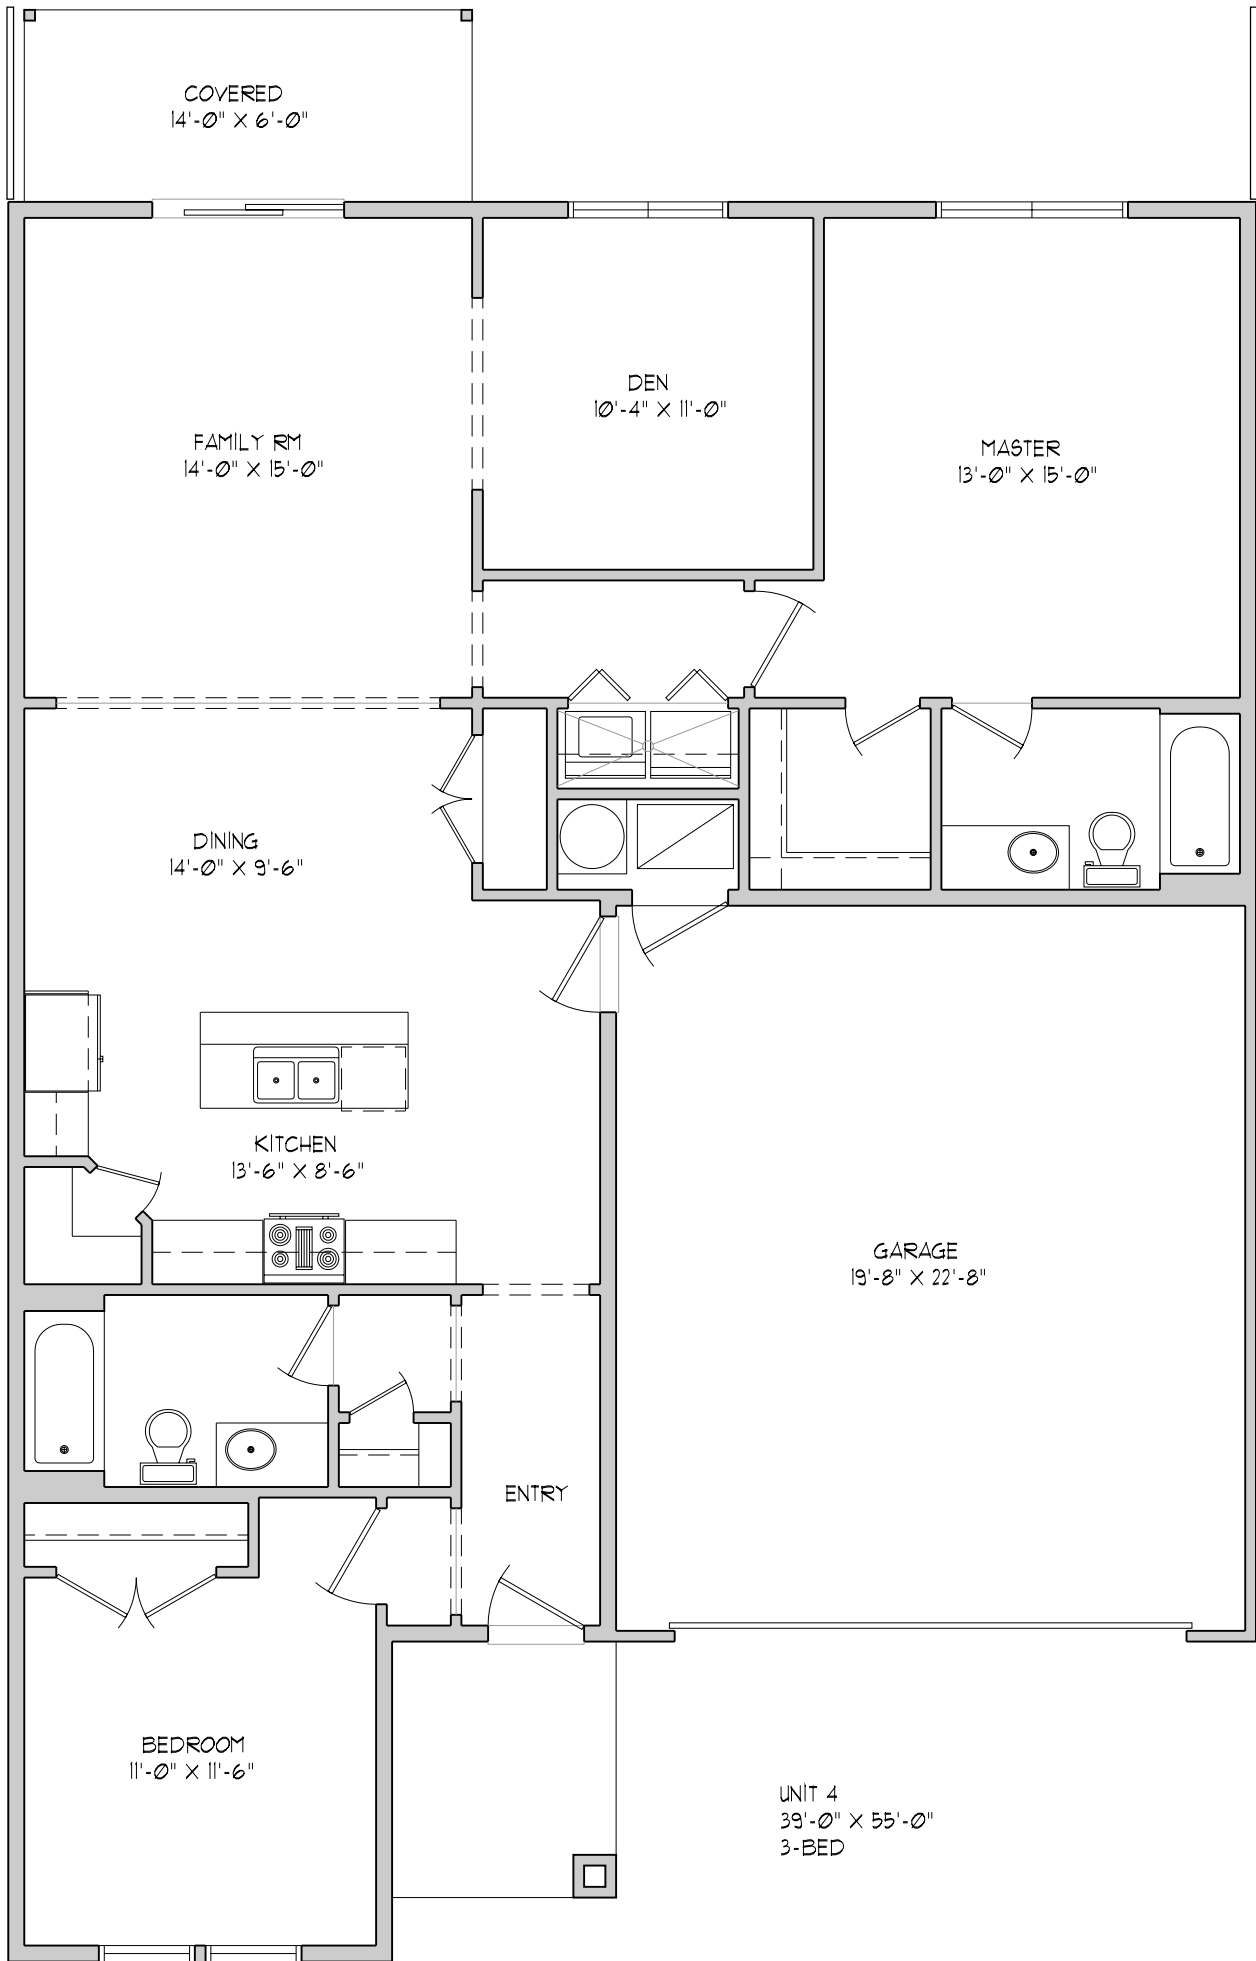 COVERED
14'-0" X 6'-0"
DEN
10'-4" X 11'-0"
FAMILY RM
14'-0" X 15'-0"
MASTER
13'-0" X 15'-0"
DINING
14'-0" X 9'-6"
KITCHEN
13'-6" X 8'-6"
GARAGE
19'-8" X 22'-8"
ENTRY
BEDROOM
11'-0" X 11'-6"
UNIT 4
39'-0" X 55'-0"
3-BED